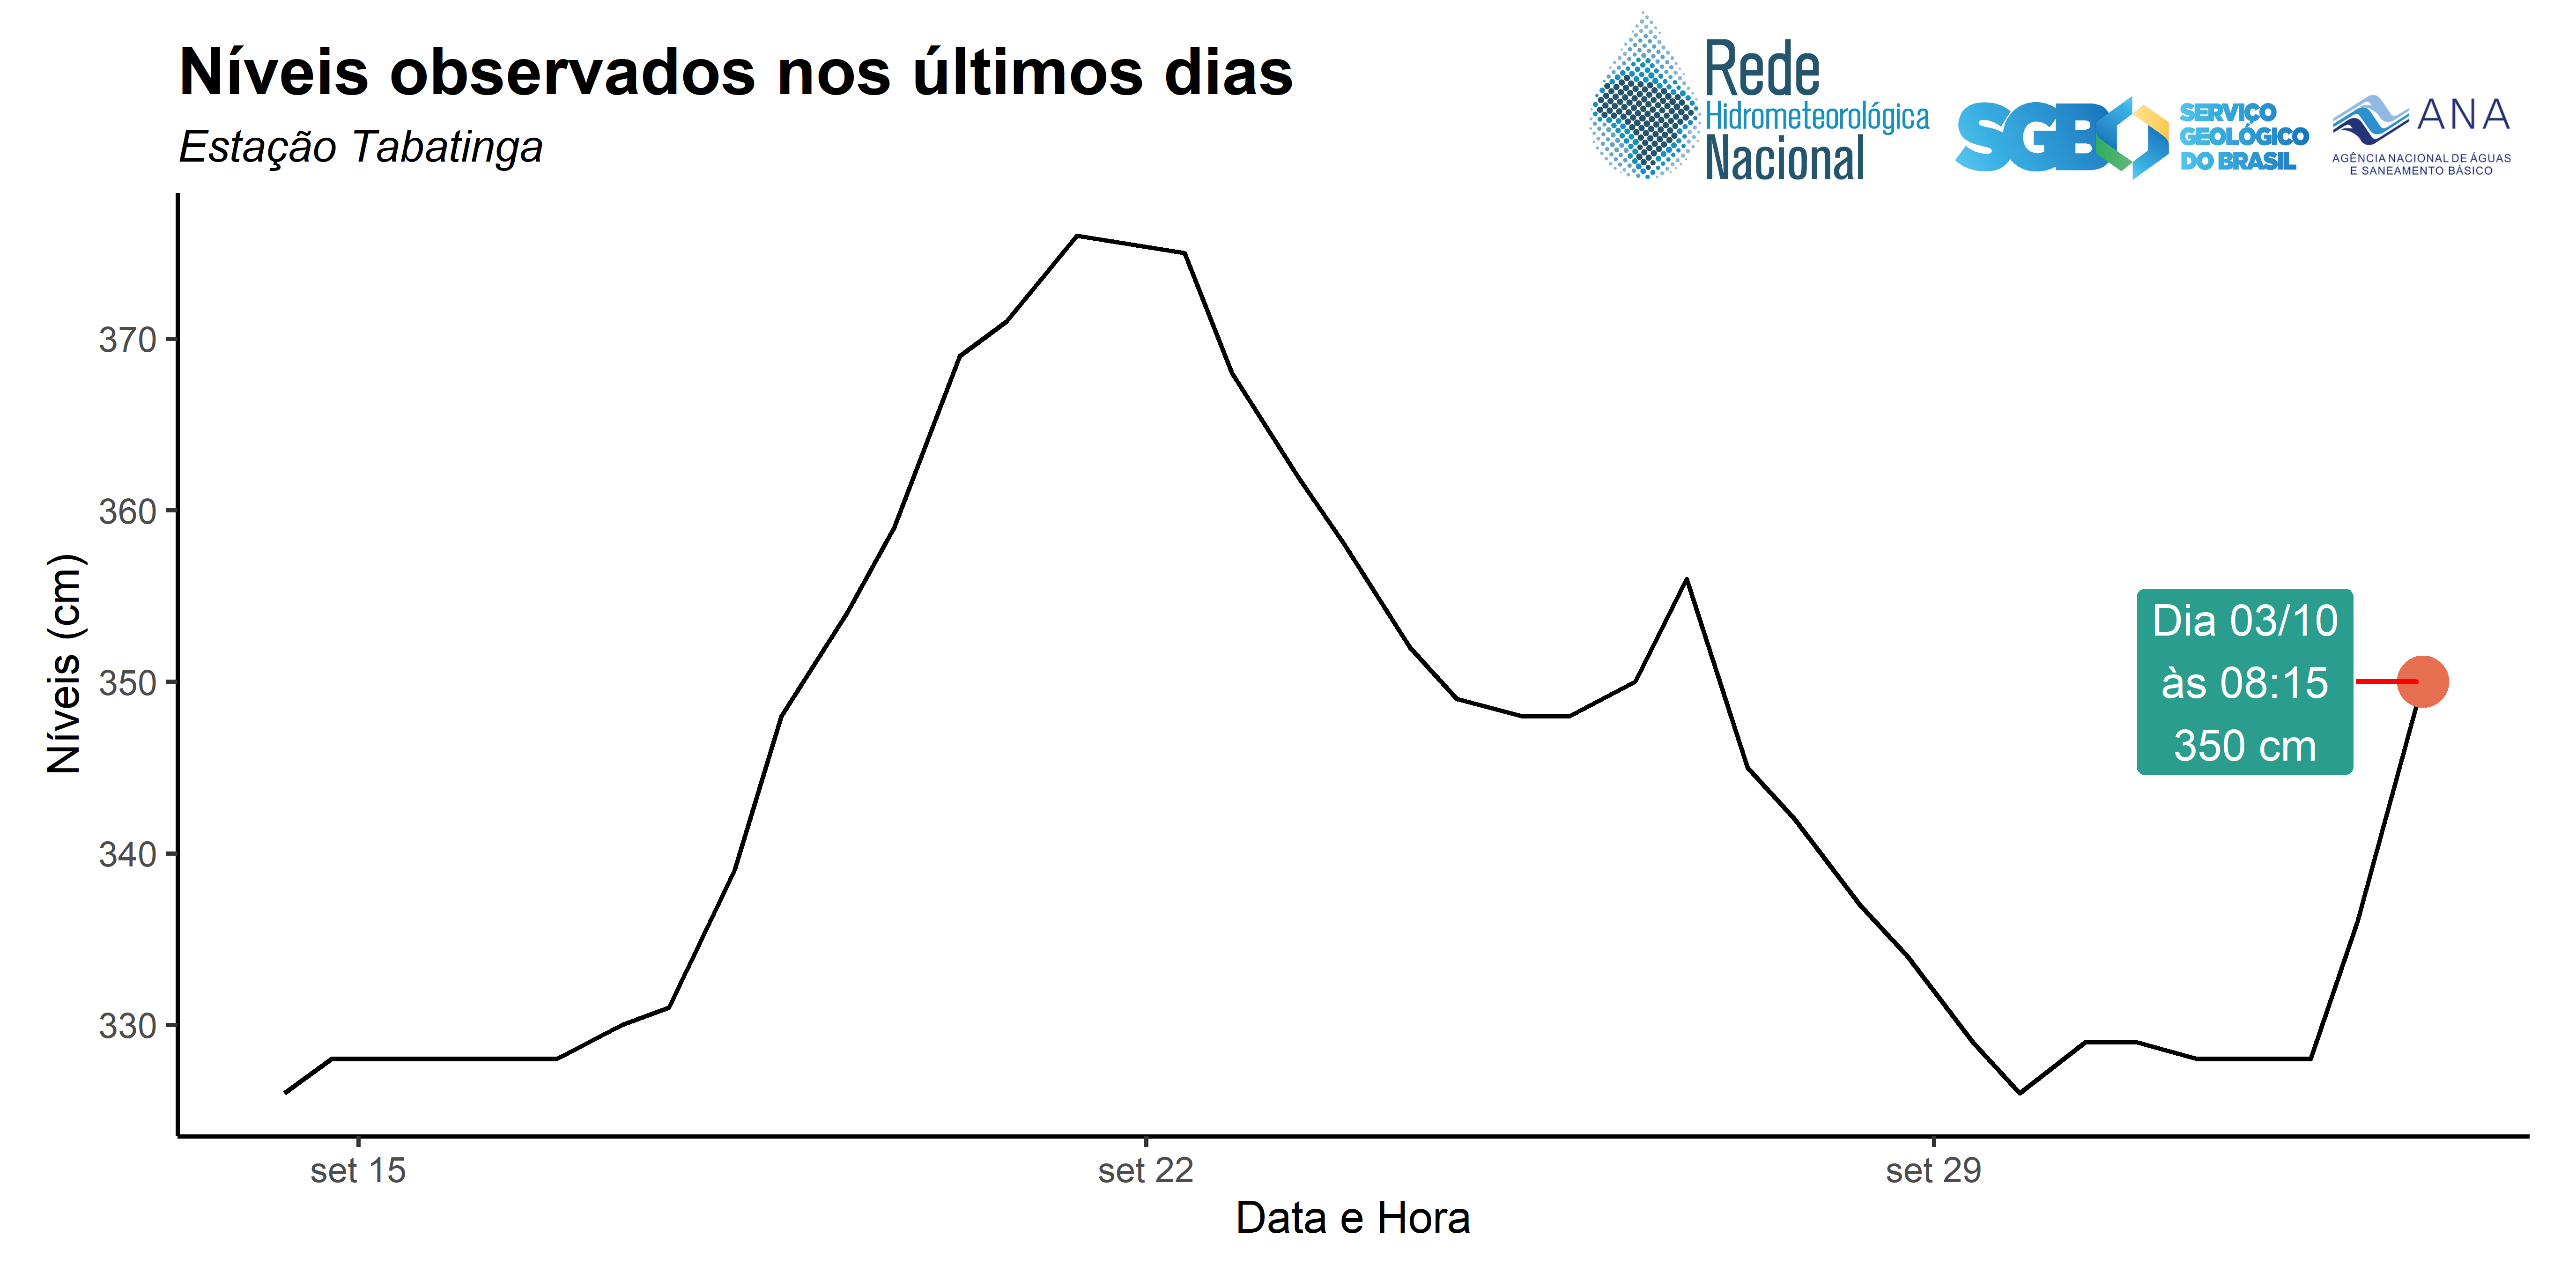 Níveis observados nos últimos dias
Estação Tabatinga
Rede
Hidrometeorológica
Nacional
SGB
SERVIÇO
GEOLÓGICO
DO BRASIL
ANA
AGÊNCIA NACIONAL DE ÁGUAS
E SANEAMENTO BÁSICO
Níveis (cm)
370
360
350
340
330
Dia 03/10
às 08:15
350 cm
set 15
set 22
set 29
Data e Hora